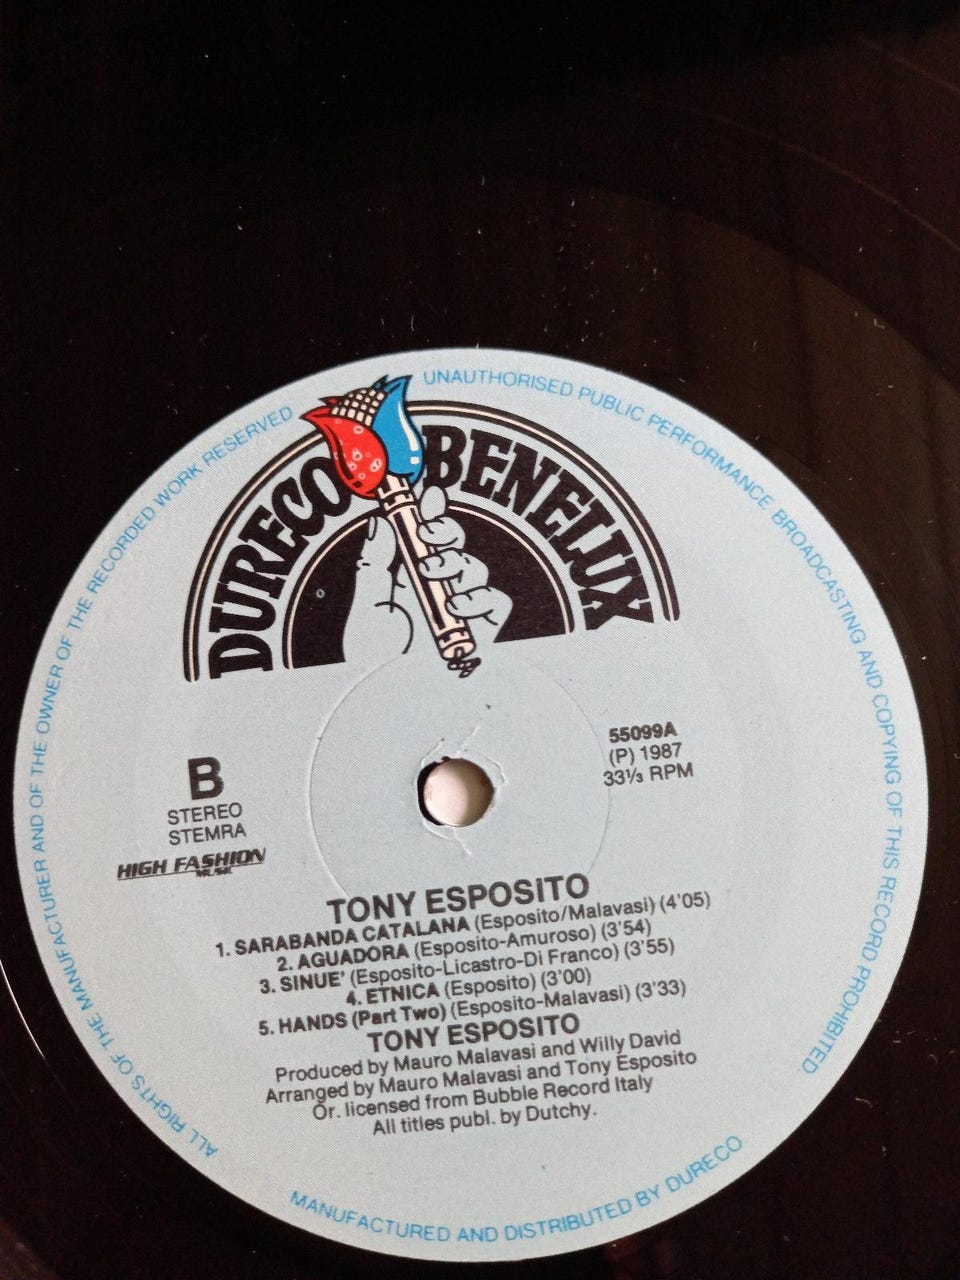 ALL RIGHTS OF THE MANUFACTURER AND OF THE OWNER OF THE RECORDED WORK RESERVED
UNAUTHORISED PUBLIC PERFORMANCE BROADCASTING AND COPYING OF THIS RECORD PROHIBITED
DURECO BENELUX
55099A
(P) 1987
33⅓ RPM
B
STEREO
STEMRA
HIGH FASHION
MUSIC
TONY ESPOSITO
1. SARABANDA CATALANA (Esposito/Malavasi) (4'05)
2. AGUADORA (Esposito-Amuroso) (3'54)
3. SINUE' (Esposito-Licastro-Di Franco) (3'55)
4. ETNICA (Esposito) (3'00)
5. HANDS (Part Two) (Esposito-Malavasi) (3'33)
TONY ESPOSITO
Produced by Mauro Malavasi and Willy David
Arranged by Mauro Malavasi and Tony Esposito
Or. licensed from Bubble Record Italy
All titles publ. by Dutchy.
MANUFACTURED AND DISTRIBUTED BY DURECO